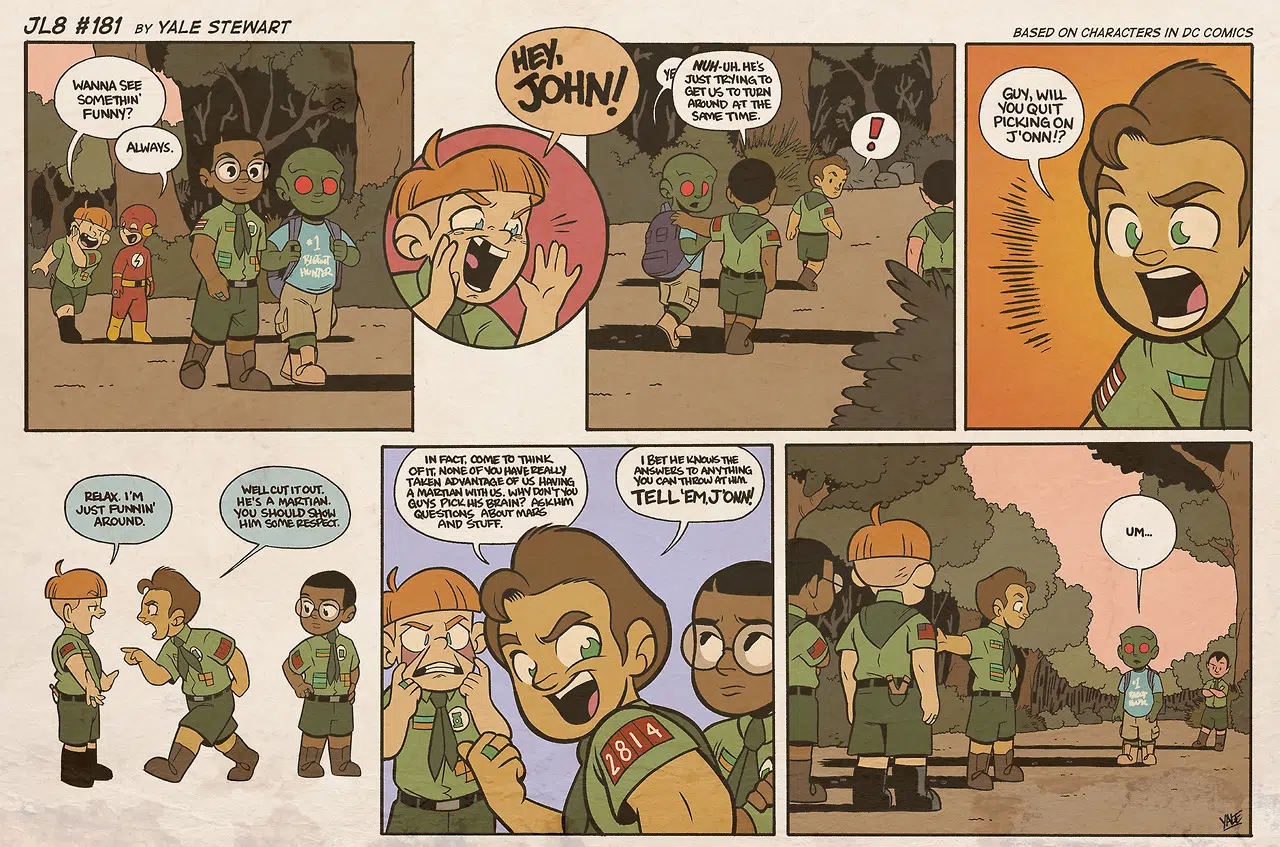 JL8 #181 BY YALE STEWART
BASED ON CHARACTERS IN DC COMICS
WANNA SEE
SOMETHIN'
FUNNY?
ALWAYS.
#1
HUNTER
HEY,
JOHN!
NUH-UH. HE'S
JUST TRYING TO
GET US TO TURN
AROUND AT THE
SAME TIME.
!
GUY, WILL
YOU QUIT
PICKING ON
J'ONN!?
RELAX. I'M
JUST FUNNIN'
AROUND.
WELL CUT IT OUT.
HE'S A MARTIAN.
YOU SHOULD SHOW
HIM SOME RESPECT.
IN FACT, COME TO THINK
OF IT, NONE OF YOU HAVE REALLY
TAKEN ADVANTAGE OF US HAVING
A MARTIAN WITH US. WHY DON'T YOU
GUYS PICK HIS BRAIN? ASK HIM
QUESTIONS ABOUT MARS
AND STUFF.
I BET HE KNOWS THE
ANSWERS TO ANYTHING
YOU CAN THROW AT HIM.
TELL 'EM, J'ONN!
2814
UM...
#1
YALE